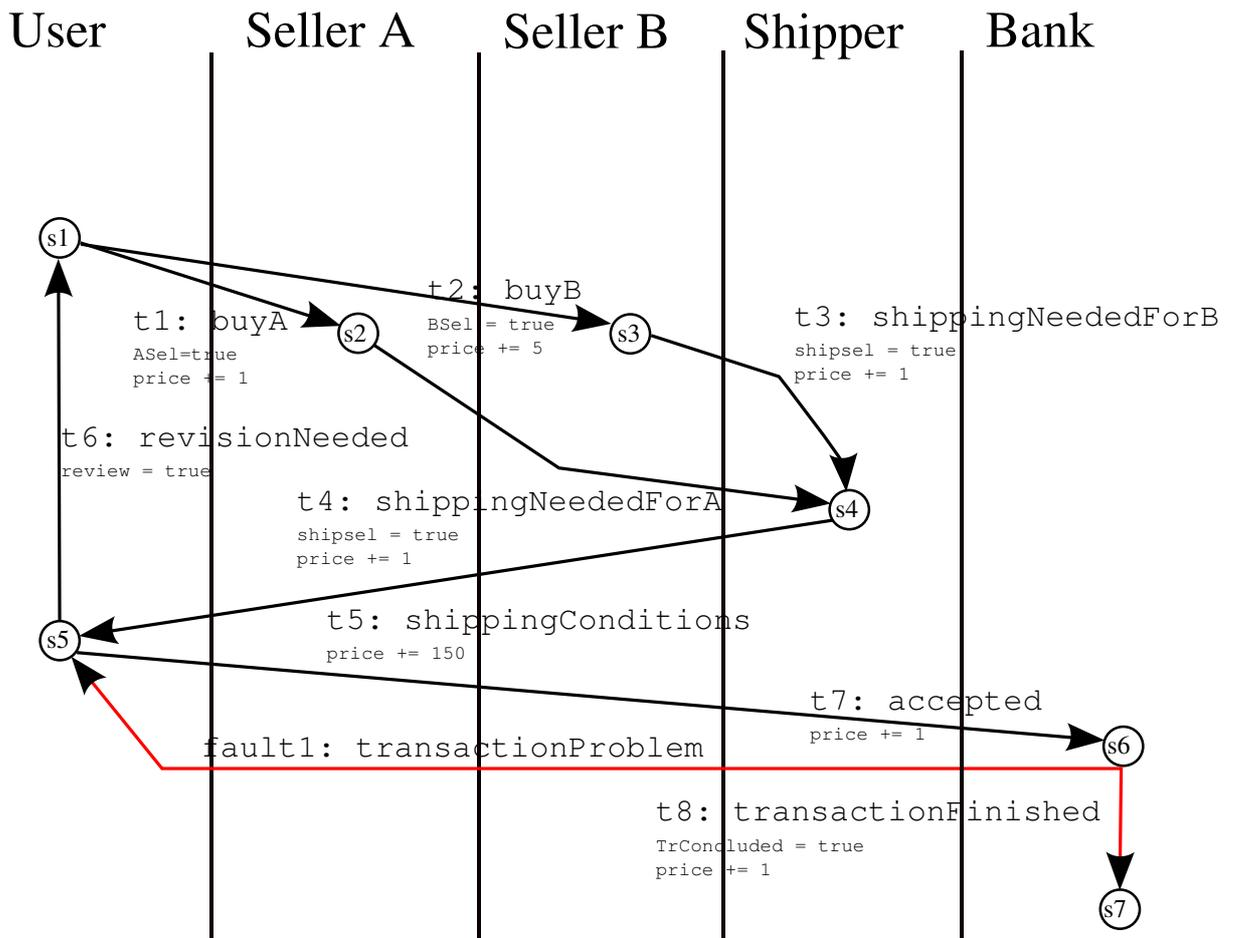 User Seller A Seller B Shipper Bank
s1
t2: buyB
BSel = true
price += 5
t1: buyA
ASel=true
price += 1
s2
s3
t3: shippingNeededForB
shipsel = true
price += 1
t6: revisionNeeded
review = true
t4: shippingNeededForA
shipsel = true
price += 1
s4
t5: shippingConditions
price += 150
s5
t7: accepted
price += 1
s6
fault1: transactionProblem
t8: transactionFinished
TrConcluded = true
price += 1
s7